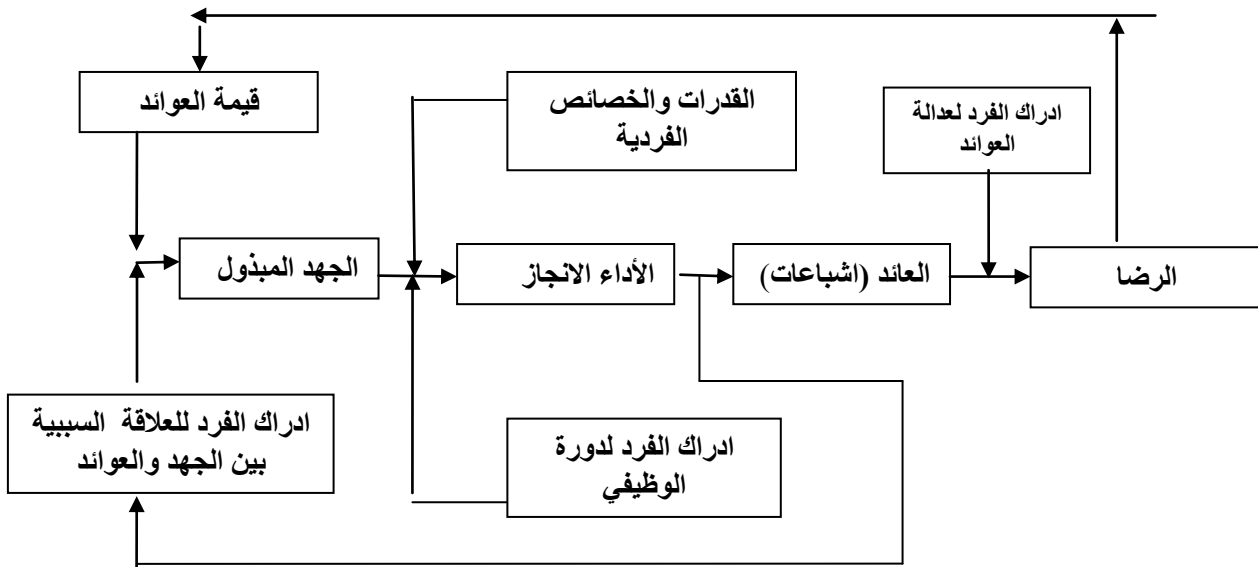 قيمة العوائد
القدرات والخصائص
الفردية
ادراك الفرد لعدالة
العوائد
الجهد المبذول
الأداء الانجاز
العائد (اشباعات)
الرضا
ادراك الفرد للعلاقة السببية
بين الجهد والعوائد
ادراك الفرد لدورة
الوظيفي